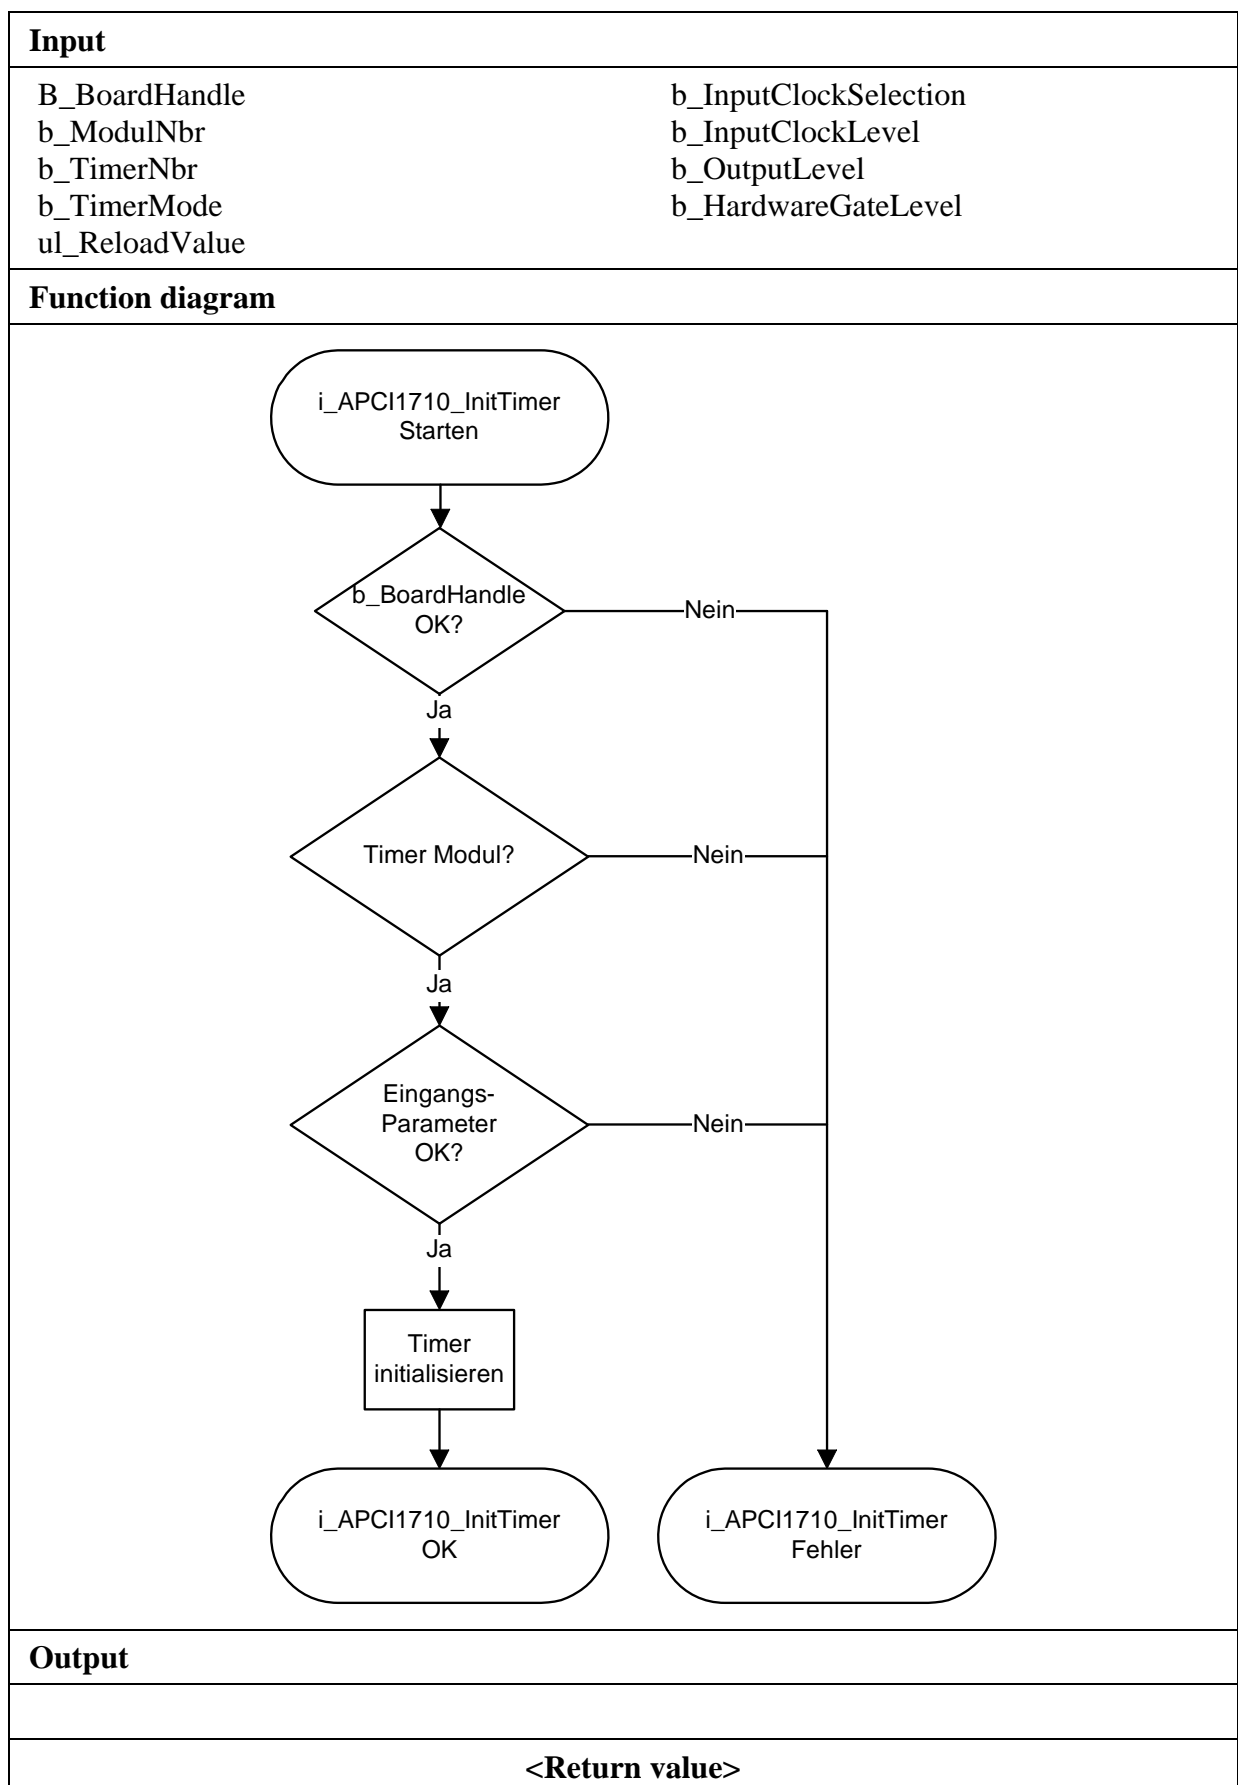 Input
B_BoardHandle
b_ModulNbr
b_TimerNbr
b_TimerMode
ul_ReloadValue
b_InputClockSelection
b_InputClockLevel
b_OutputLevel
b_HardwareGateLevel
Function diagram
i_APCI1710_InitTimer
Starten
b_BoardHandle
OK?
Nein
Ja
Timer Modul?
Nein
Ja
Eingangs-
Parameter
OK?
Nein
Ja
Timer
initialisieren
i_APCI1710_InitTimer
OK
i_APCI1710_InitTimer
Fehler
Output
<Return value>